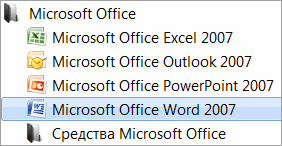 Microsoft Office
Microsoft Office Excel 2007
Microsoft Office Outlook 2007
Microsoft Office PowerPoint 2007
Microsoft Office Word 2007
Средства Microsoft Office